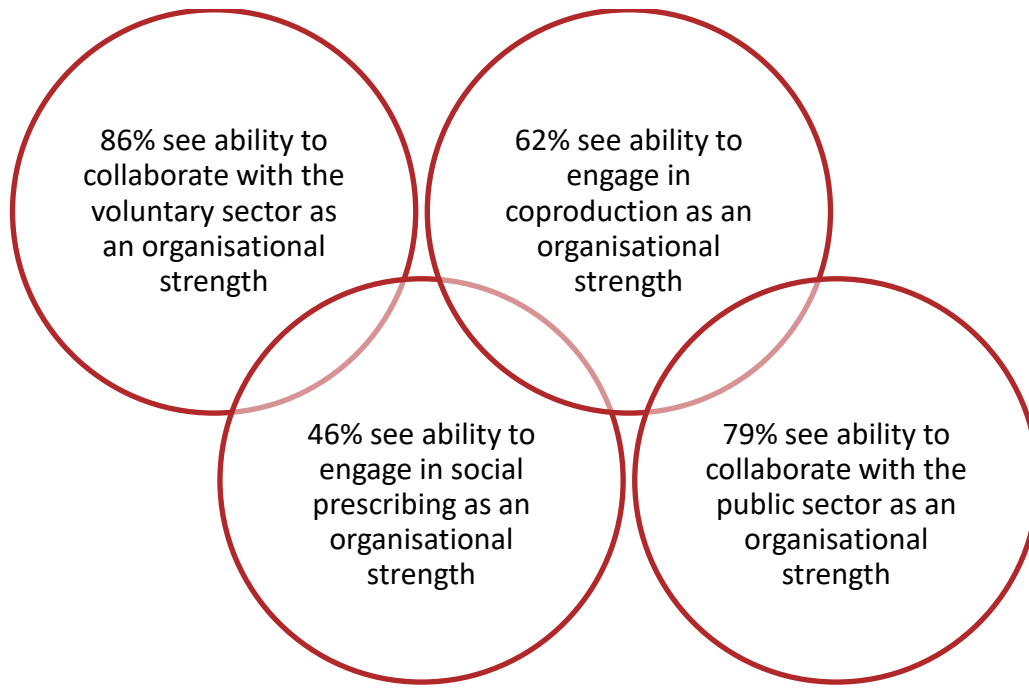 86% see ability to
collaborate with the
voluntary sector as
an organisational
strength
62% see ability to
engage in
coproduction as an
organisational
strength
46% see ability to
engage in social
prescribing as an
organisational
strength
79% see ability to
collaborate with the
public sector as an
organisational
strength